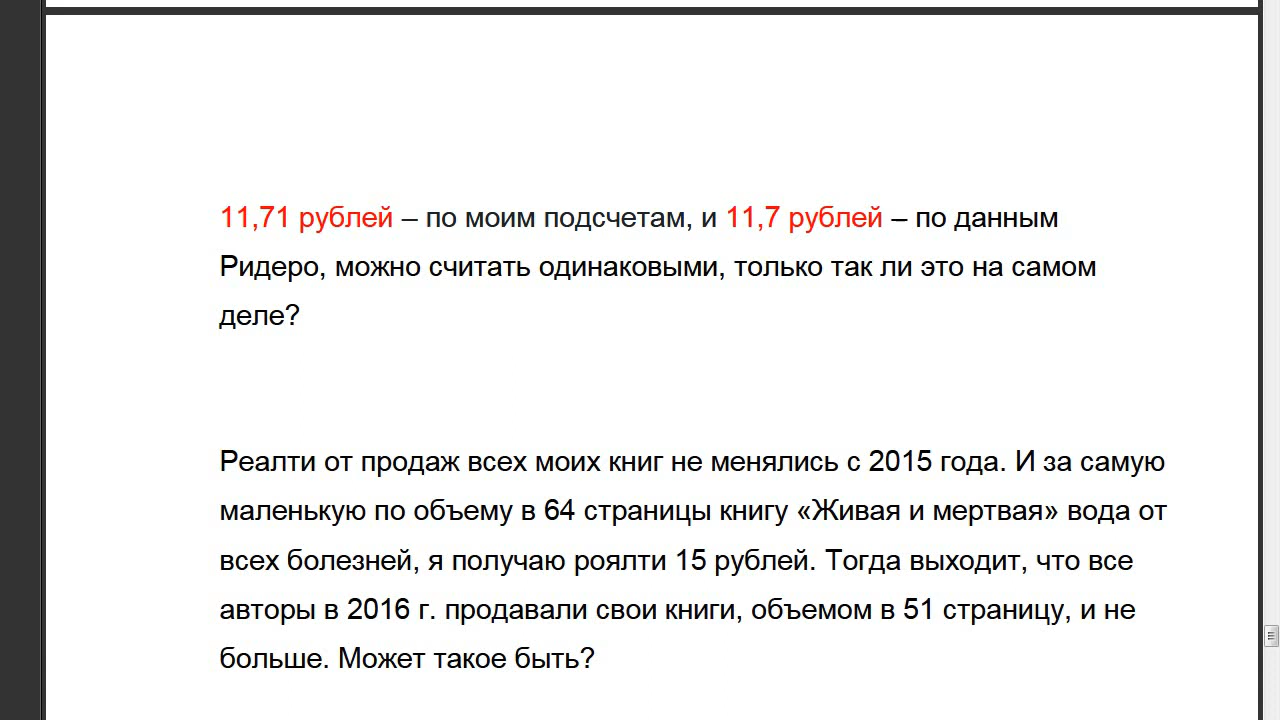 11,71 рублей – по моим подсчетам, и 11,7 рублей – по данным
Ридеро, можно считать одинаковыми, только так ли это на самом
деле?
Реалти от продаж всех моих книг не менялись с 2015 года. И за самую
маленькую по объему в 64 страницы книгу «Живая и мертвая» вода от
всех болезней, я получаю роялти 15 рублей. Тогда выходит, что все
авторы в 2016 г. продавали свои книги, объемом в 51 страницу, и не
больше. Может такое быть?